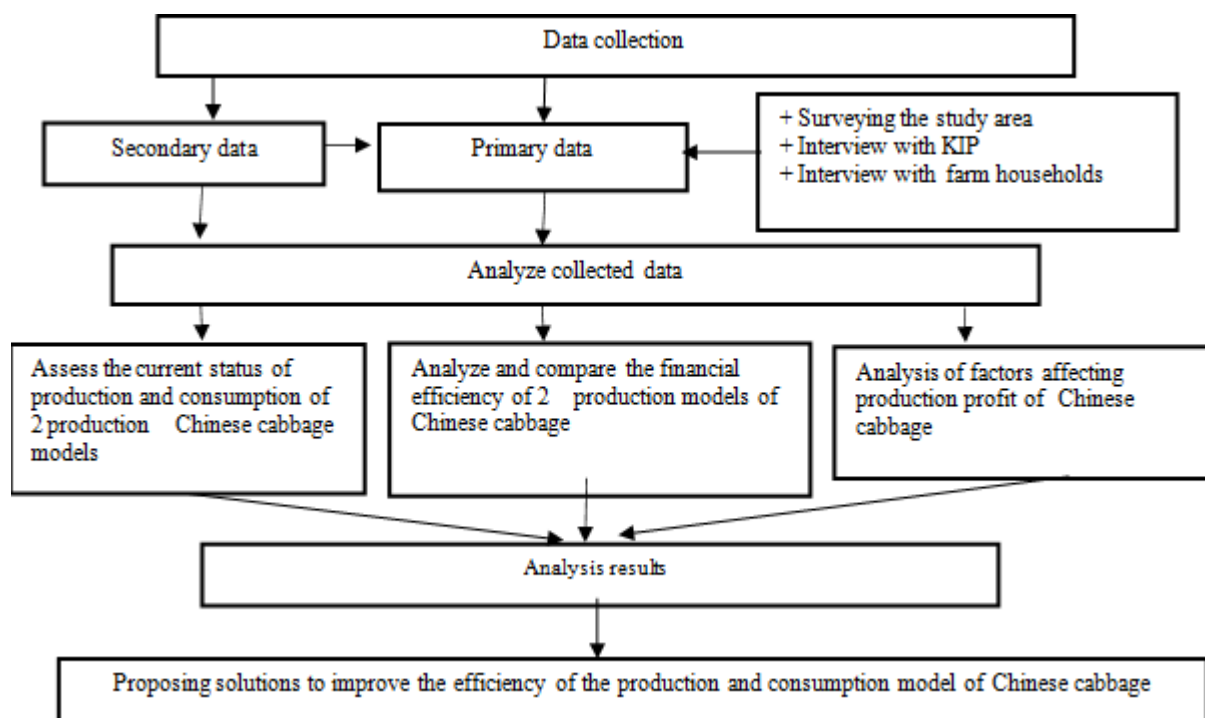 Data collection
Secondary data
Primary data
+ Surveying the study area
+ Interview with KIP
+ Interview with farm households
Analyze collected data
Assess the current status of
production and consumption of
2 production Chinese cabbage
models
Analyze and compare the financial
efficiency of 2 production models of
Chinese cabbage
Analysis of factors affecting
production profit of Chinese
cabbage
Analysis results
Proposing solutions to improve the efficiency of the production and consumption model of Chinese cabbage